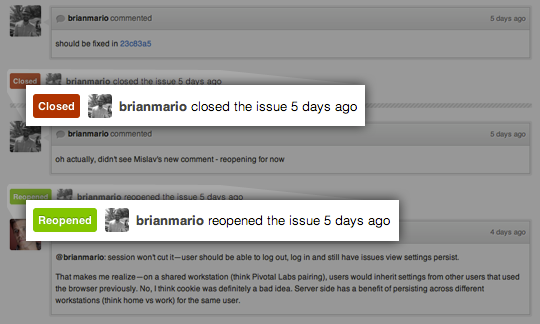 brianmario commented 5 days ago
should be fixed in 23c83a5
Closed brianmario closed the issue 5 days ago
Closed brianmario closed the issue 5 days ago
brianmario commented 5 days ago
oh actually, didn't see Mislav's new comment - reopening for now
Reopened brianmario reopened the issue 5 days ago
Reopened brianmario reopened the issue 5 days ago
4 days ago
@brianmario: session won't cut it—user should be able to log out, log in and still have issues view settings persist.
That makes me realize—on a shared workstation (think Pivotal Labs pairing), users would inherit settings from other users that used
the browser previously. No, I think cookie was definitely a bad idea. Server side has a benefit of persisting across different
workstations (think home vs work) for the same user.